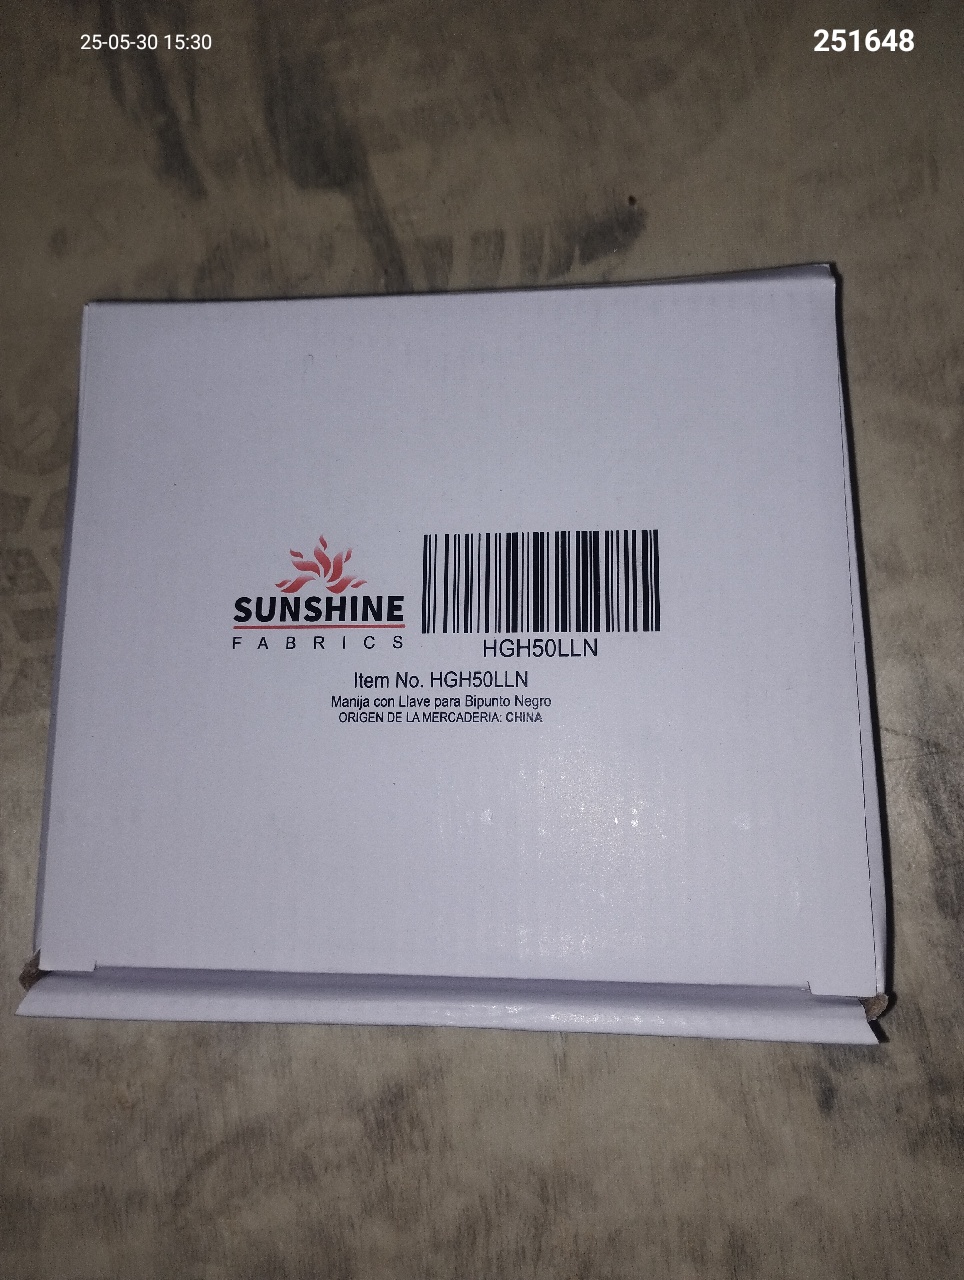 25-05-30 15:30
251648
SUNSHINE
FABRICS
HGH50LLN
Item No. HGH50LLN
Manija con Llave para Bipunto Negro
ORIGEN DE LA MERCADERIA: CHINA